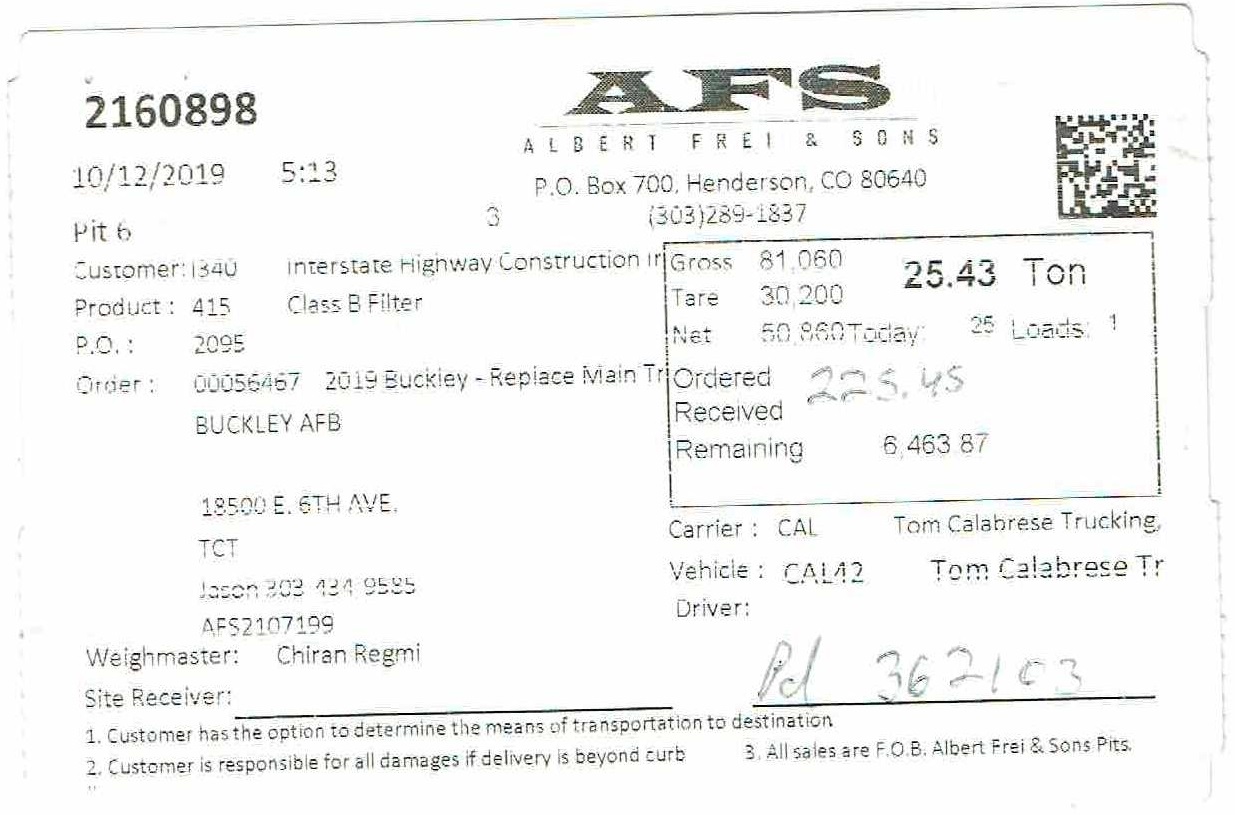 2160898
AFS
ALBERT FREI & SONS
10/12/2019 5:13
P.O. Box 700, Henderson, CO 80640
Pit 6
3 (303)289-1837
Customer: I340 Interstate Highway Construction Ir
Product : 415 Class B Filter
P.O. : 2095
Order : 00056467 2019 Buckley - Replace Main Tr
BUCKLEY AFB
18500 E. 6TH AVE.
TCT
Jason 303 434 9585
AFS2107199
Gross 81,060 25.43 Ton
Tare 30,200
Net 50,860 Today: 25 Loads: 1
Ordered 225.45
Received
Remaining 6,463.87
Carrier : CAL Tom Calabrese Trucking,
Vehicle : CAL42 Tom Calabrese Tr
Driver:
Weighmaster: Chiran Regmi
Pd 362103
Site Receiver:
1. Customer has the option to determine the means of transportation to destination
2. Customer is responsible for all damages if delivery is beyond curb 3. All sales are F.O.B. Albert Frei & Sons Pits.